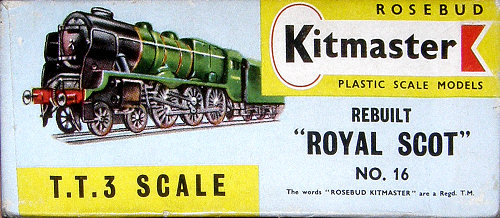 ROSEBUD
Kitmaster
PLASTIC SCALE MODELS
REBUILT
"ROYAL SCOT"
NO. 16
The words "ROSEBUD KITMASTER" are a Regd. T.M.
T.T.3 SCALE